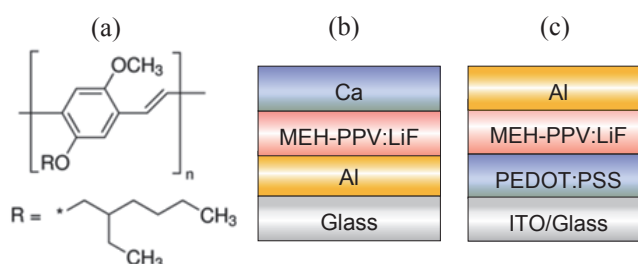 (a)
OCH3
RO
n
R = *
CH3
CH3
(b)
Ca
MEH-PPV:LiF
Al
Glass
(c)
Al
MEH-PPV:LiF
PEDOT:PSS
ITO/Glass